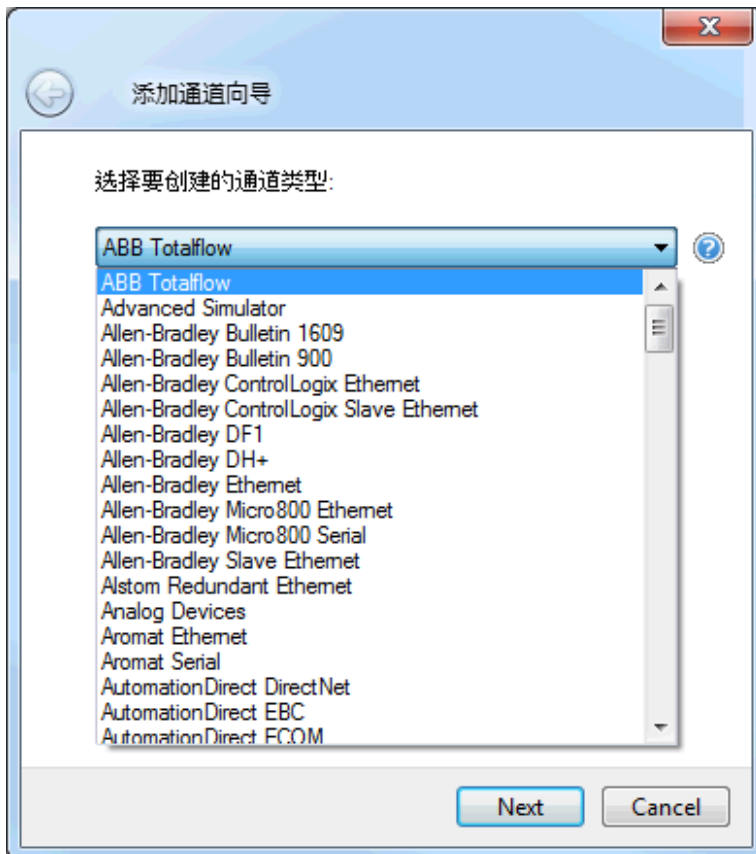 添加通道向导
选择要创建的通道类型:
ABB Totalflow
ABB Totalflow
Advanced Simulator
Allen-Bradley Bulletin 1609
Allen-Bradley Bulletin 900
Allen-Bradley ControlLogix Ethernet
Allen-Bradley ControlLogix Slave Ethernet
Allen-Bradley DF1
Allen-Bradley DH+
Allen-Bradley Ethernet
Allen-Bradley Micro800 Ethernet
Allen-Bradley Micro800 Serial
Allen-Bradley Slave Ethernet
Alstom Redundant Ethernet
Analog Devices
Aromat Ethernet
Aromat Serial
AutomationDirect DirectNet
AutomationDirect EBC
AutomationDirect ECOM
Next
Cancel